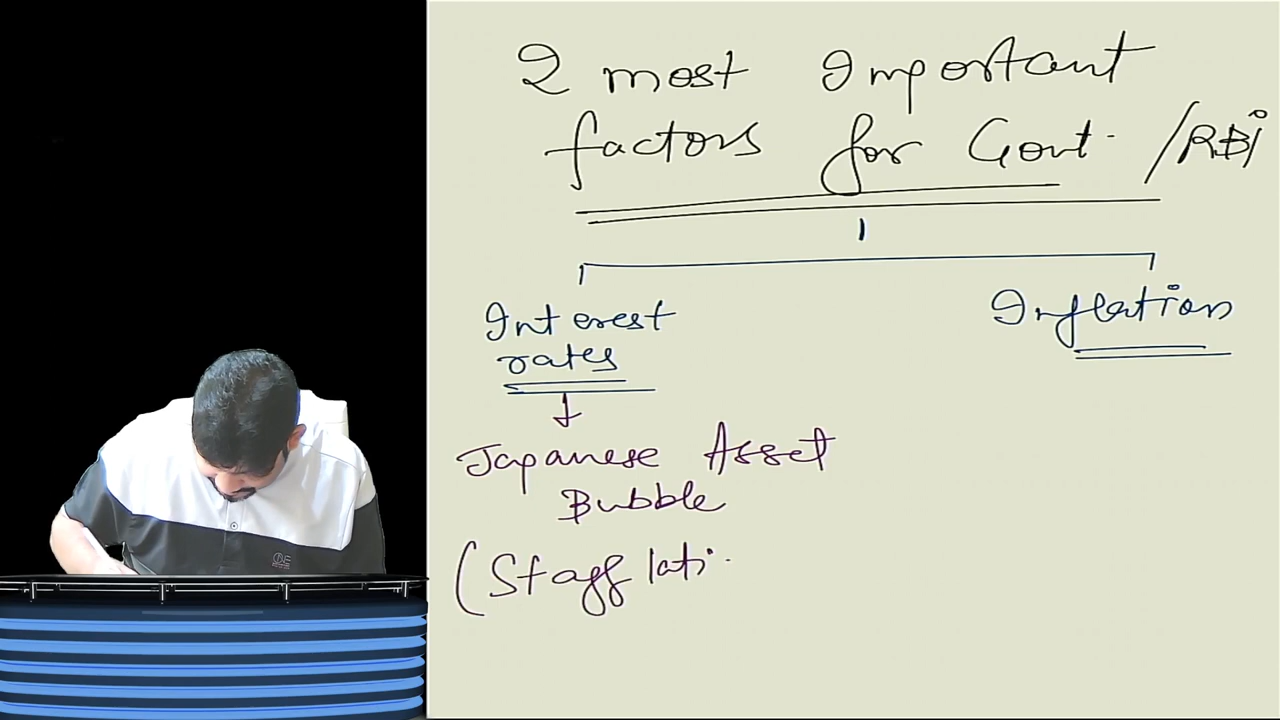 2 most Important
factors for Govt. /RBI
Interest
rates
Inflation
Japanese Asset
Bubble
(Stagflati